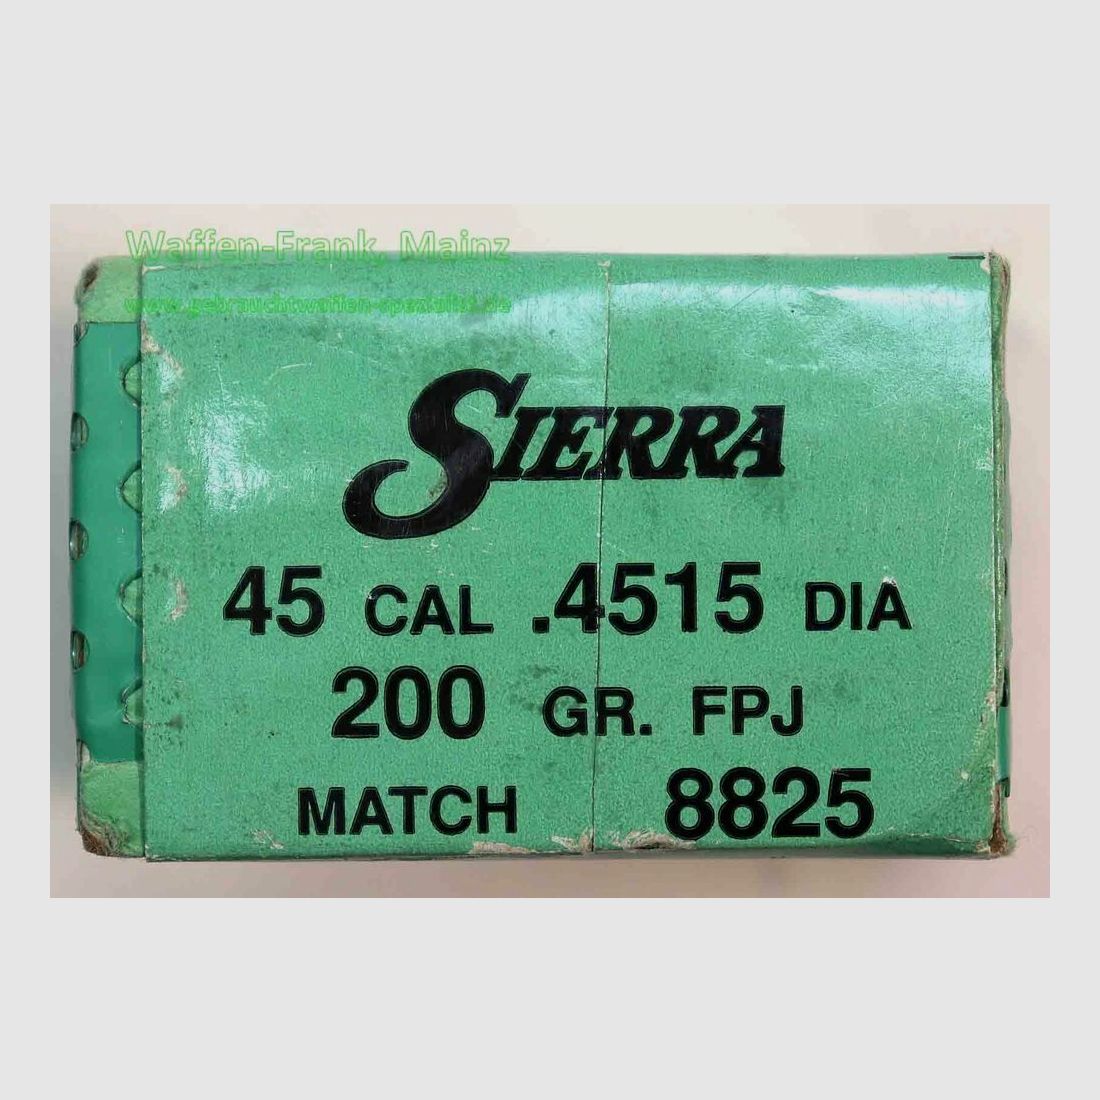 Waffen-Frank, Mainz
www.gebrauchtwaffen-spezialist.de
SIERRA
45 CAL .4515 DIA
200 GR. FPJ
MATCH 8825